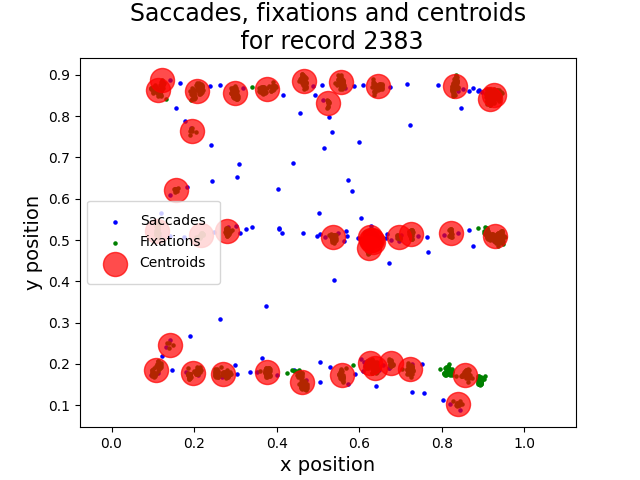 Saccades, fixations and centroids
for record 2383
y position
0.9
0.8
0.7
0.6
0.5
0.4
0.3
0.2
0.1
Saccades
Fixations
Centroids
0.0 0.2 0.4 0.6 0.8 1.0
x position